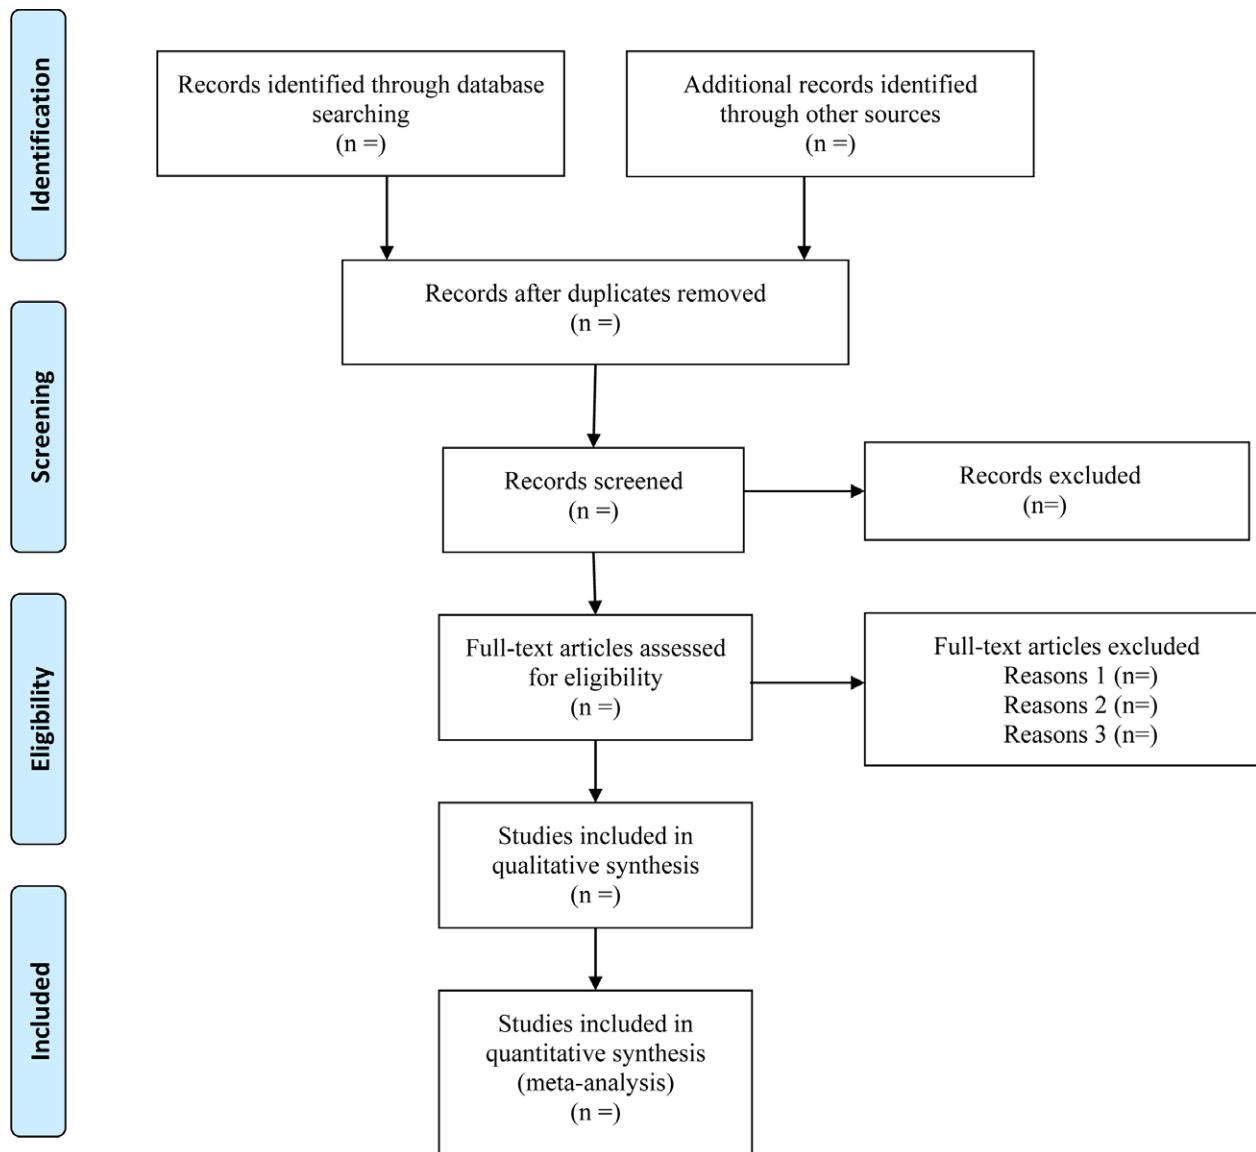 Identification
Records identified through database
searching
(n =)
Additional records identified
through other sources
(n =)
Records after duplicates removed
(n =)
Screening
Records screened
(n =)
Records excluded
(n=)
Eligibility
Full-text articles assessed
for eligibility
(n =)
Full-text articles excluded
Reasons 1 (n=)
Reasons 2 (n=)
Reasons 3 (n=)
Studies included in
qualitative synthesis
(n =)
Included
Studies included in
quantitative synthesis
(meta-analysis)
(n =)